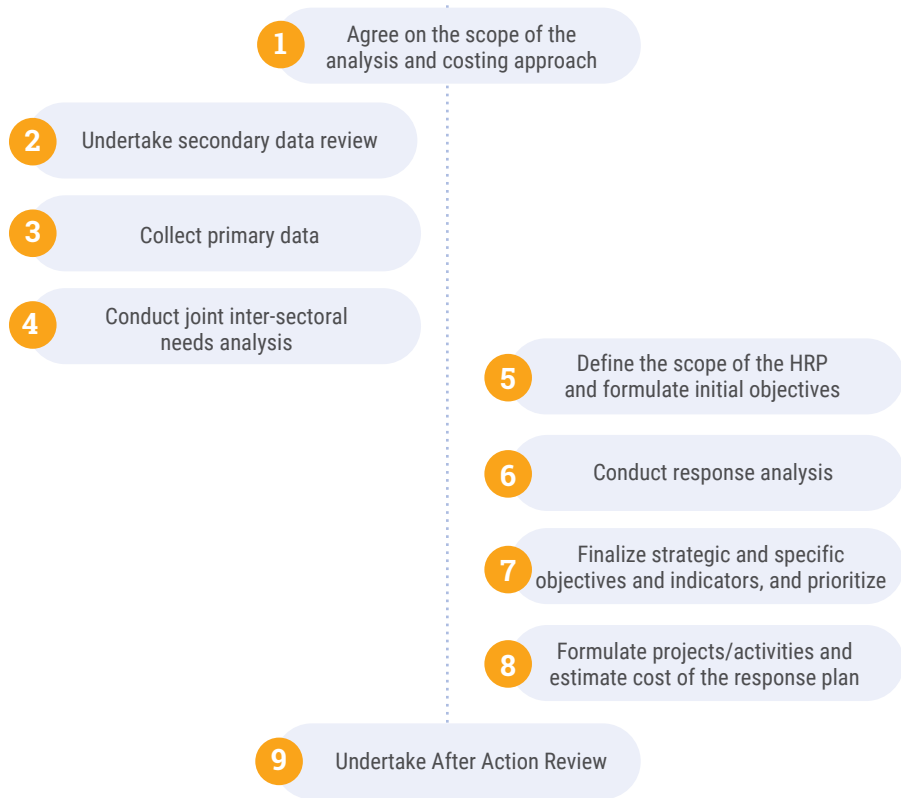 1
Agree on the scope of the
analysis and costing approach
2
Undertake secondary data review
3
Collect primary data
4
Conduct joint inter-sectoral
needs analysis
5
Define the scope of the HRP
and formulate initial objectives
6
Conduct response analysis
7
Finalize strategic and specific
objectives and indicators, and prioritize
8
Formulate projects/activities and
estimate cost of the response plan
9
Undertake After Action Review